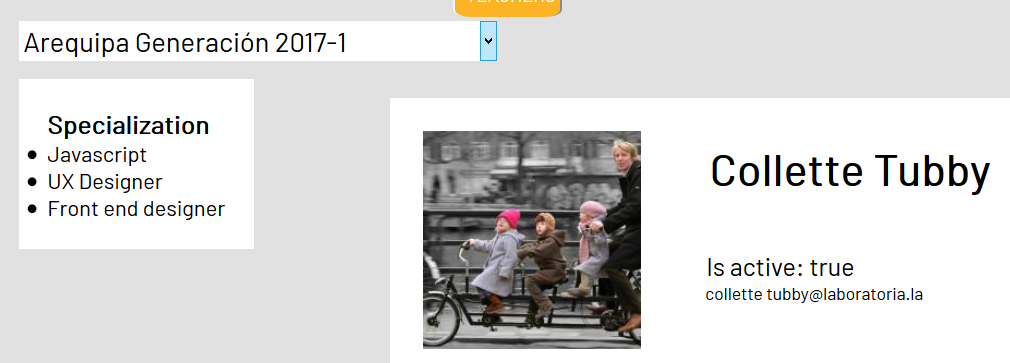 TEACHERS
Arequipa Generación 2017-1
Specialization
Javascript
UX Designer
Front end designer
Collette Tubby
Is active: true
collette tubby@laboratoria.la